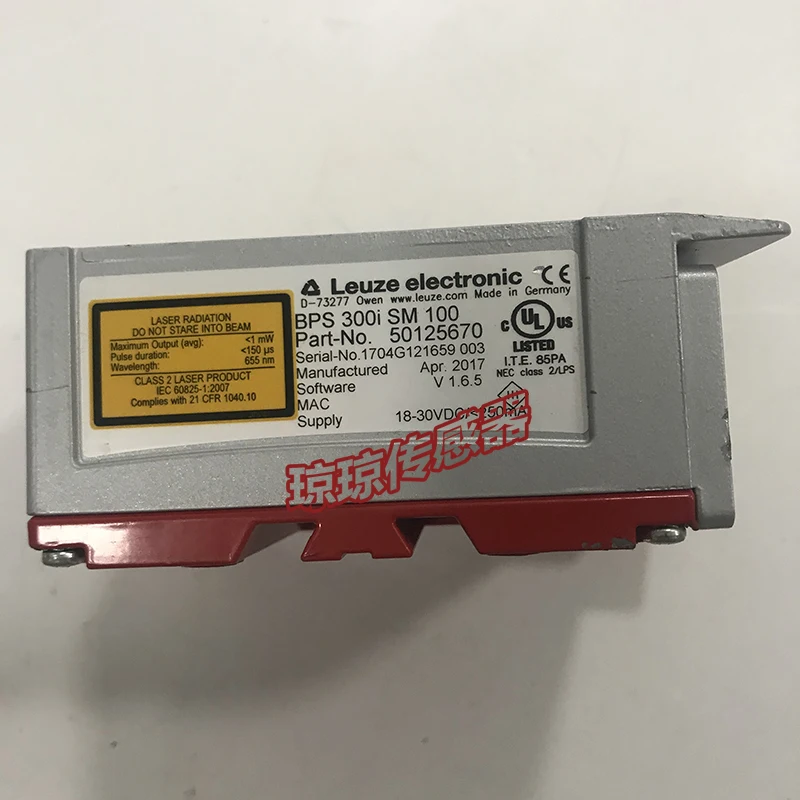 Leuze electronic
D-73277 Owen www.leuze.com Made in Germany
BPS 300i SM 100
Part-No. 50125670
Serial-No.1704G121659 003
Manufactured Apr. 2017
Software V 1.6.5
MAC
Supply 18-30VDC/<250mA
CE
C UL US
LISTED
I.T.E. 85PA
NEC class 2/LPS
LASER RADIATION
DO NOT STARE INTO BEAM
Maximum Output (avg): <1 mW
Pulse duration: <150 µs
Wavelength: 655 nm
CLASS 2 LASER PRODUCT
IEC 60825-1:2007
Complies with 21 CFR 1040.10
琼琼传感器